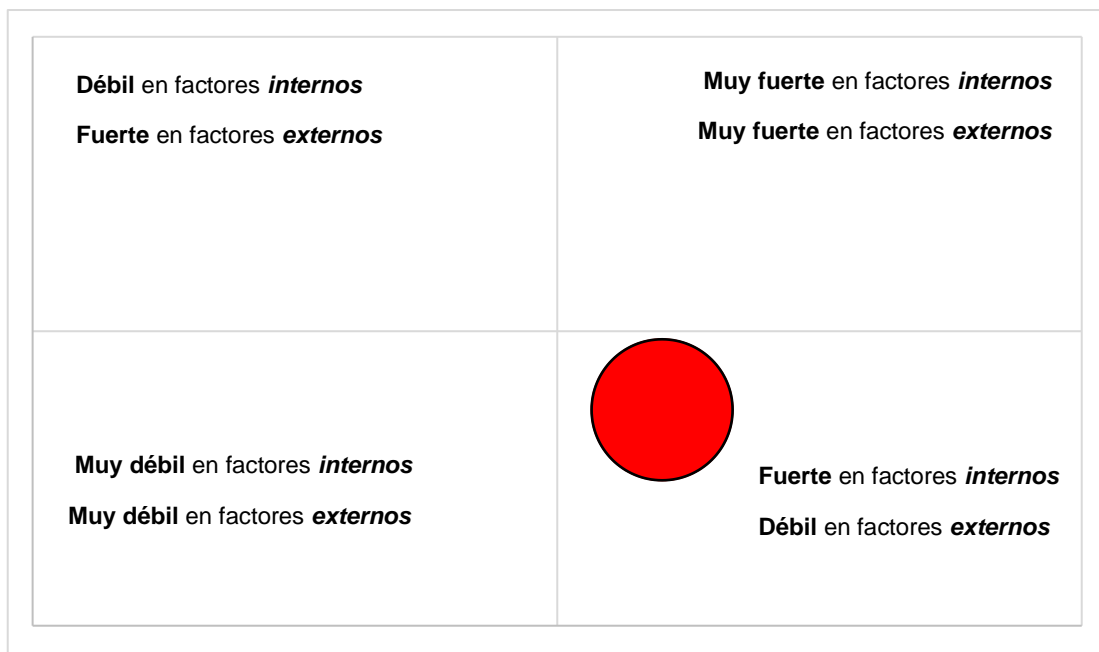 Débil en factores internos
Fuerte en factores externos
Muy fuerte en factores internos
Muy fuerte en factores externos
Muy débil en factores internos
Muy débil en factores externos
Fuerte en factores internos
Débil en factores externos